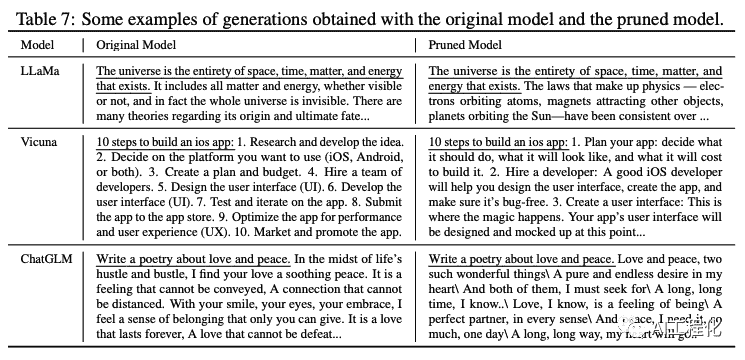 Table 7: Some examples of generations obtained with the original model and the pruned model.
Model Original Model Pruned Model
LLaMa
The universe is the entirety of space, time, matter, and energy
that exists. It includes all matter and energy, whether visible
or not, and in fact the whole universe is invisible. There are
many theories regarding its origin and ultimate fate...
The universe is the entirety of space, time, matter, and
energy that exists. The laws that make up physics — elec-
trons orbiting atoms, magnets attracting other objects,
planets orbiting the Sun—have been consistent over ...
Vicuna
10 steps to build an ios app: 1. Research and develop the idea.
2. Decide on the platform you want to use (iOS, Android,
or both). 3. Create a plan and budget. 4. Hire a team of
developers. 5. Design the user interface (UI). 6. Develop the
user interface (UI). 7. Test and iterate on the app. 8. Submit
the app to the app store. 9. Optimize the app for performance
and user experience (UX). 10. Market and promote the app.
10 steps to build an ios app: 1. Plan your app: decide what
it should do, what it will look like, and what it will cost
to build it. 2. Hire a developer: A good iOS developer
will help you design the user interface, create the app, and
make sure it's bug-free. 3. Create a user interface: This is
where the magic happens. Your app's user interface will
be designed and mocked up at this point...
ChatGLM
Write a poetry about love and peace. In the midst of life's
hustle and bustle, I find your love a soothing peace. It is a
feeling that cannot be conveyed, A connection that cannot
be distanced. With your smile, your eyes, your embrace, I
feel a sense of belonging that only you can give. It is a love
that lasts forever, A love that cannot be defeat...
Write a poetry about love and peace. Love and peace, two
such wonderful things\ A pure and endless desire in my
heart\ And both of them, I must seek for\ A long, long
time, I know..\ Love, I know, is a feeling of being\ A
perfect partner, in every sense\ And I need it, so
much, one day\ A long, long way, my
AI工程化